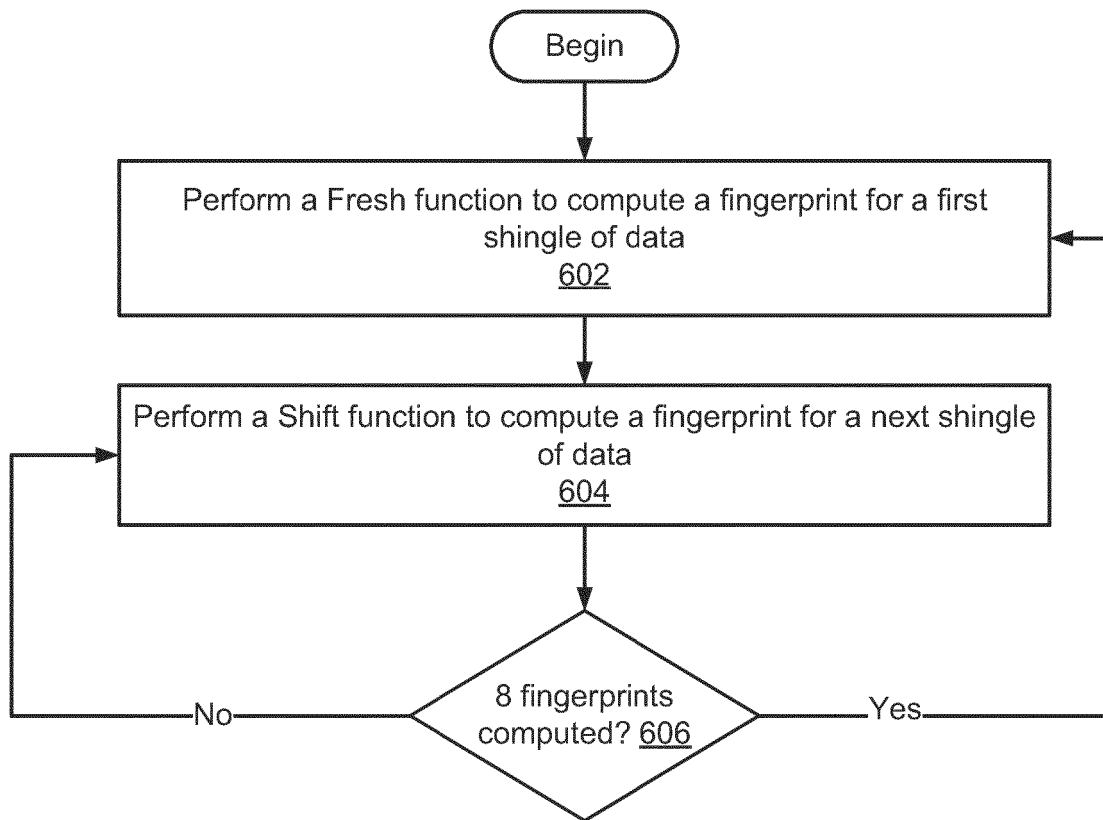 Begin
Perform a Fresh function to compute a fingerprint for a first
shingle of data
602
Perform a Shift function to compute a fingerprint for a next shingle
of data
604
8 fingerprints
computed? 606
No
Yes